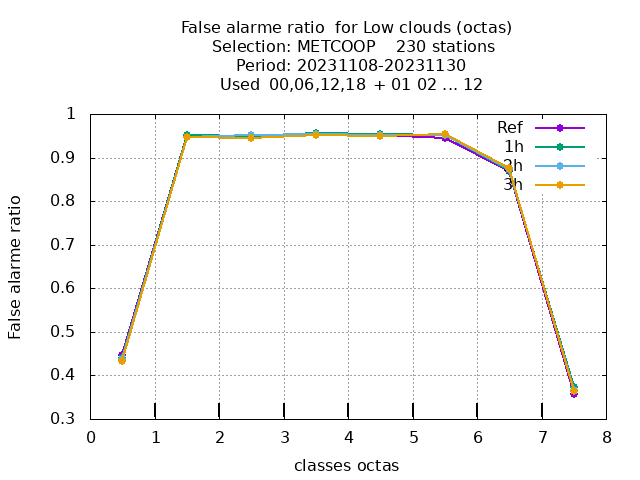 False alarme ratio  for Low clouds (octas)
Selection: METCOOP    230 stations
Period: 20231108-20231130
Used  00,06,12,18  + 01 02 ... 12
1
0.9
0.8
0.7
0.6
0.5
0.4
0.3
False alarme ratio
Ref
1h
2h
3h
0 1 2 3 4 5 6 7 8
classes octas